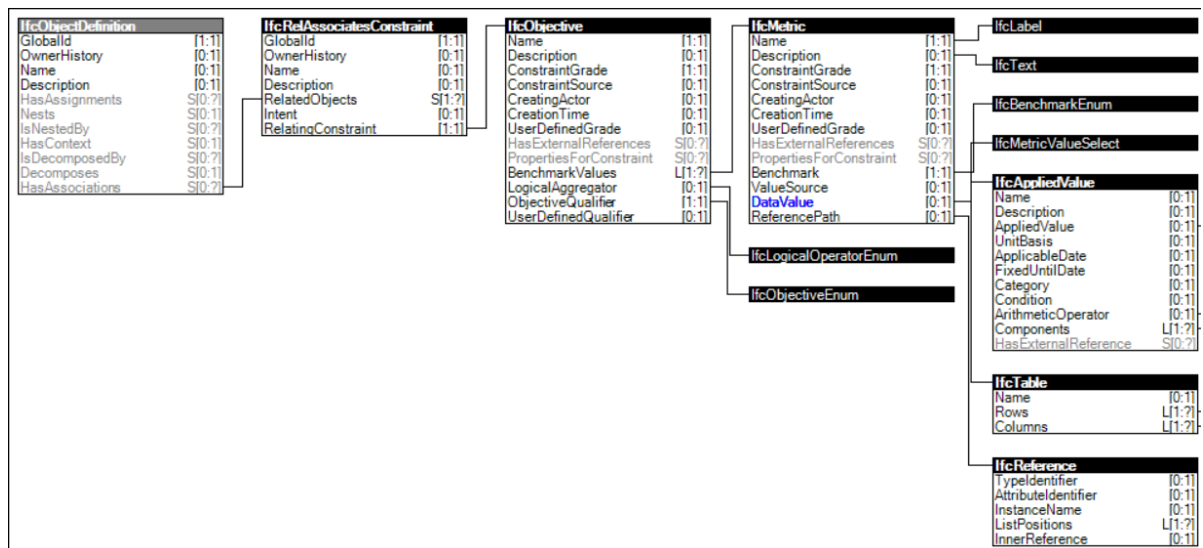 IfcObjectDefinition
GlobalId [1:1]
OwnerHistory [0:1]
Name [0:1]
Description [0:1]
HasAssignments S[0:?]
Nests S[0:1]
IsNestedBy S[0:?]
HasContext S[0:1]
IsDecomposedBy S[0:?]
Decomposes S[0:1]
HasAssociations S[0:?]
IfcRelAssociatesConstraint
GlobalId [1:1]
OwnerHistory [0:1]
Name [0:1]
Description [0:1]
RelatedObjects S[1:?]
Intent [0:1]
RelatingConstraint [1:1]
IfcObjective
Name [1:1]
Description [0:1]
ConstraintGrade [1:1]
ConstraintSource [0:1]
CreatingActor [0:1]
CreationTime [0:1]
UserDefinedGrade [0:1]
HasExternalReferences S[0:?]
PropertiesForConstraint S[0:?]
BenchmarkValues L[1:?]
LogicalAggregator [0:1]
ObjectiveQualifier [1:1]
UserDefinedQualifier [0:1]
IfcMetric
Name [1:1]
Description [0:1]
ConstraintGrade [1:1]
ConstraintSource [0:1]
CreatingActor [0:1]
CreationTime [0:1]
UserDefinedGrade [0:1]
HasExternalReferences S[0:?]
PropertiesForConstraint S[0:?]
Benchmark [1:1]
ValueSource [0:1]
DataValue [0:1]
ReferencePath [0:1]
IfcLogicalOperatorEnum
IfcObjectiveEnum
IfcLabel
IfcText
IfcBenchmarkEnum
IfcMetricValueSelect
IfcAppliedValue
Name [0:1]
Description [0:1]
AppliedValue [0:1]
UnitBasis [0:1]
ApplicableDate [0:1]
FixedUntilDate [0:1]
Category [0:1]
Condition [0:1]
ArithmeticOperator [0:1]
Components L[1:?]
HasExternalReference S[0:?]
IfcTable
Name [0:1]
Rows L[1:?]
Columns L[1:?]
IfcReference
TypeIdentifier [0:1]
AttributeIdentifier [0:1]
InstanceName [0:1]
ListPositions L[1:?]
InnerReference [0:1]